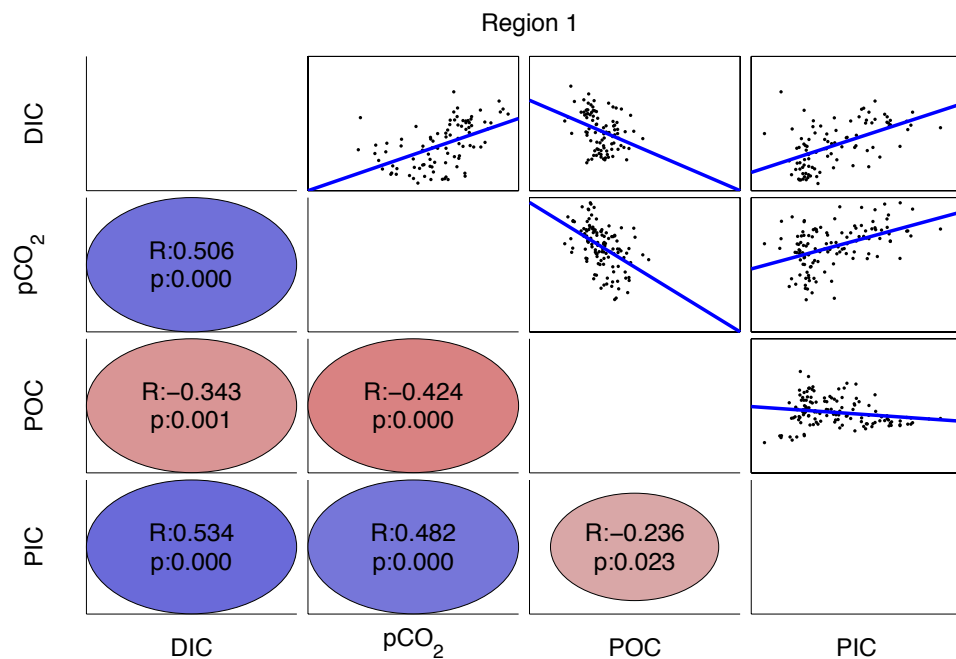 Region 1
DIC
pCO₂
R:0.506
p:0.000
POC
R:−0.343
p:0.001
R:−0.424
p:0.000
PIC
R:0.534
p:0.000
R:0.482
p:0.000
R:−0.236
p:0.023
DIC
pCO₂
POC
PIC